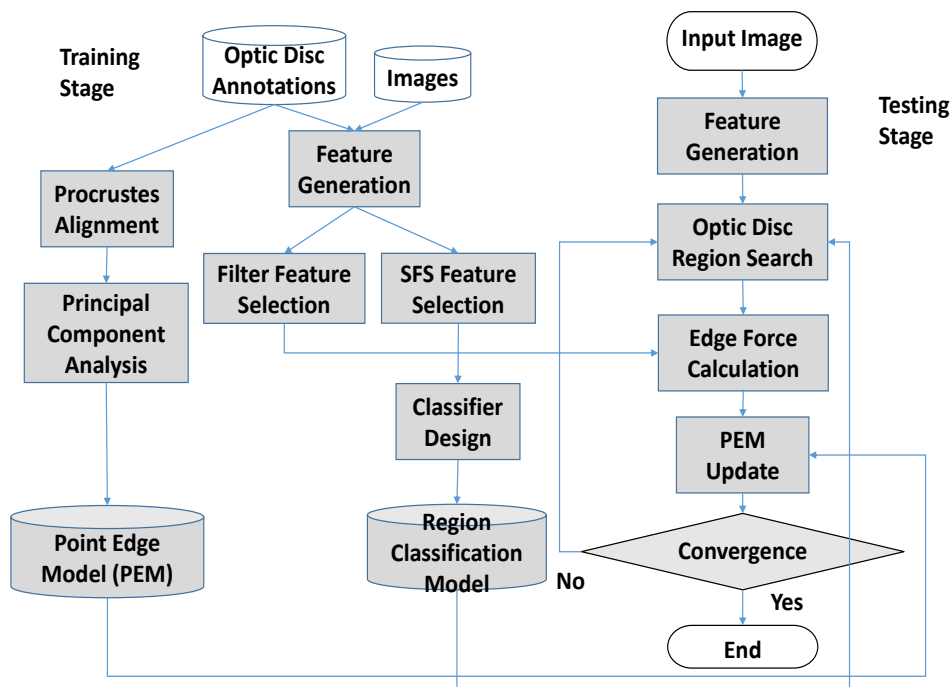 Training
Stage
Optic Disc
Annotations
Images
Feature
Generation
Procrustes
Alignment
Filter Feature
Selection
SFS Feature
Selection
Principal
Component
Analysis
Classifier
Design
Point Edge
Model (PEM)
Region
Classification
Model
Input Image
Testing
Stage
Feature
Generation
Optic Disc
Region Search
Edge Force
Calculation
PEM
Update
Convergence
No
Yes
End